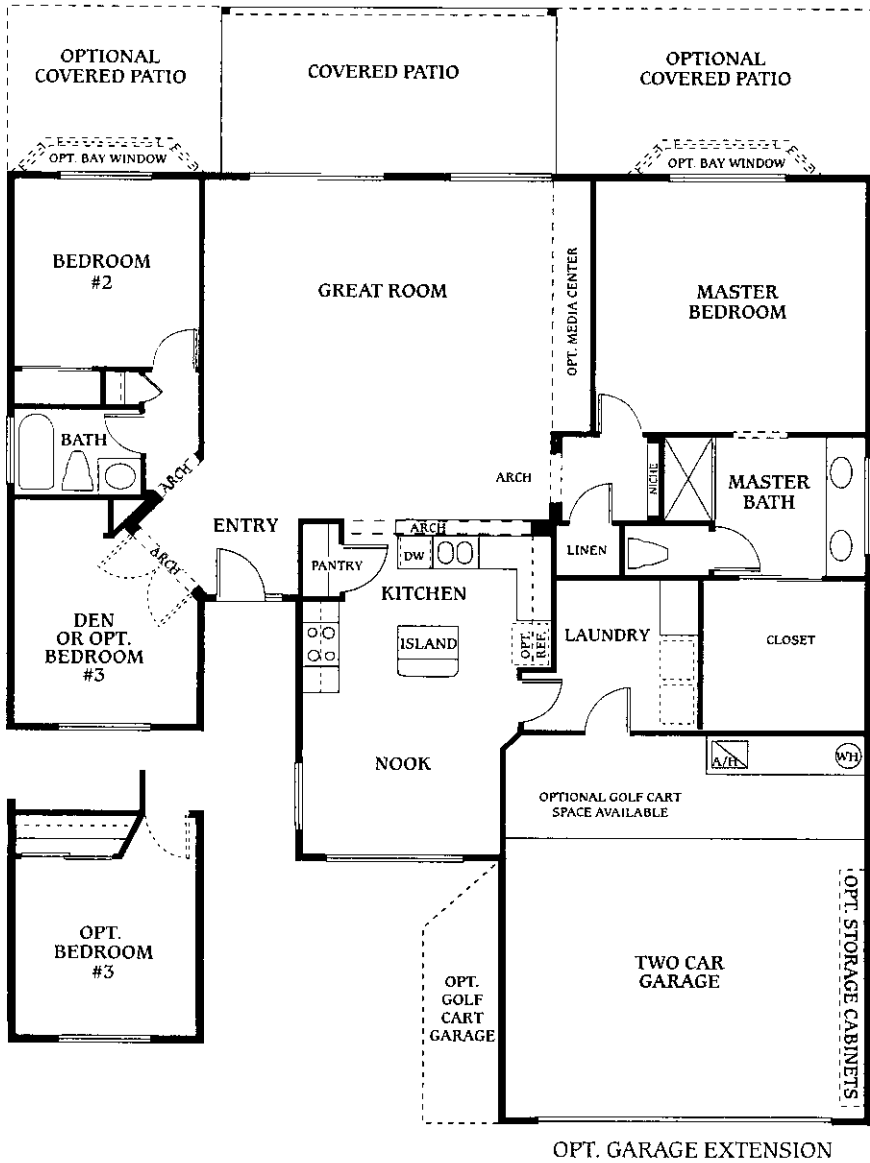 OPTIONAL
COVERED PATIO
COVERED PATIO
OPTIONAL
COVERED PATIO
OPT. BAY WINDOW
OPT. BAY WINDOW
BEDROOM
#2
GREAT ROOM
OPT. MEDIA CENTER
MASTER
BEDROOM
BATH
ARCH
ARCH
NICHE
MASTER
BATH
ENTRY
ARCH
ARCH
PANTRY
DW
LINEN
KITCHEN
DEN
OR OPT.
BEDROOM
#3
ISLAND
OPT.
REF.
LAUNDRY
CLOSET
NOOK
A/H
WH
OPTIONAL GOLF CART
SPACE AVAILABLE
OPT.
BEDROOM
#3
OPT.
GOLF
CART
GARAGE
TWO CAR
GARAGE
OPT. STORAGE CABINETS
OPT. GARAGE EXTENSION